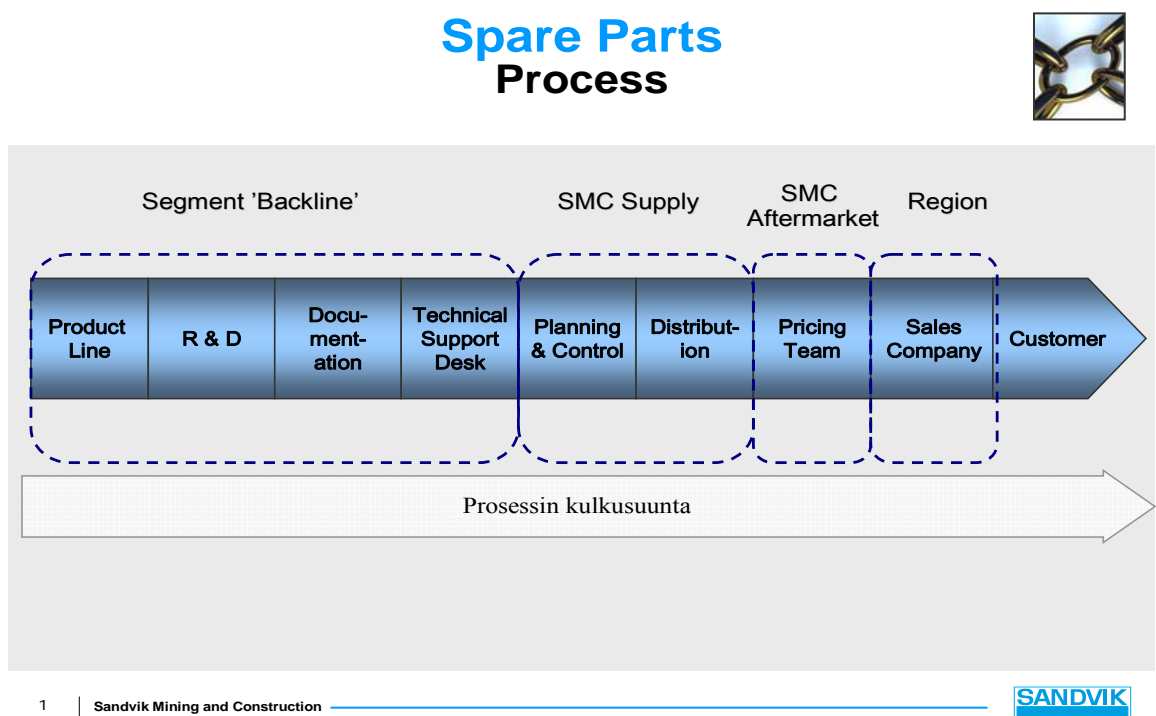 Spare Parts
Process
Segment ’Backline’
SMC Supply
SMC
Aftermarket
Region
Product
Line
R & D
Docu-
ment-
ation
Technical
Support
Desk
Planning
& Control
Distribut-
ion
Pricing
Team
Sales
Company
Customer
Prosessin kulkusuunta
1
Sandvik Mining and Construction
SANDVIK